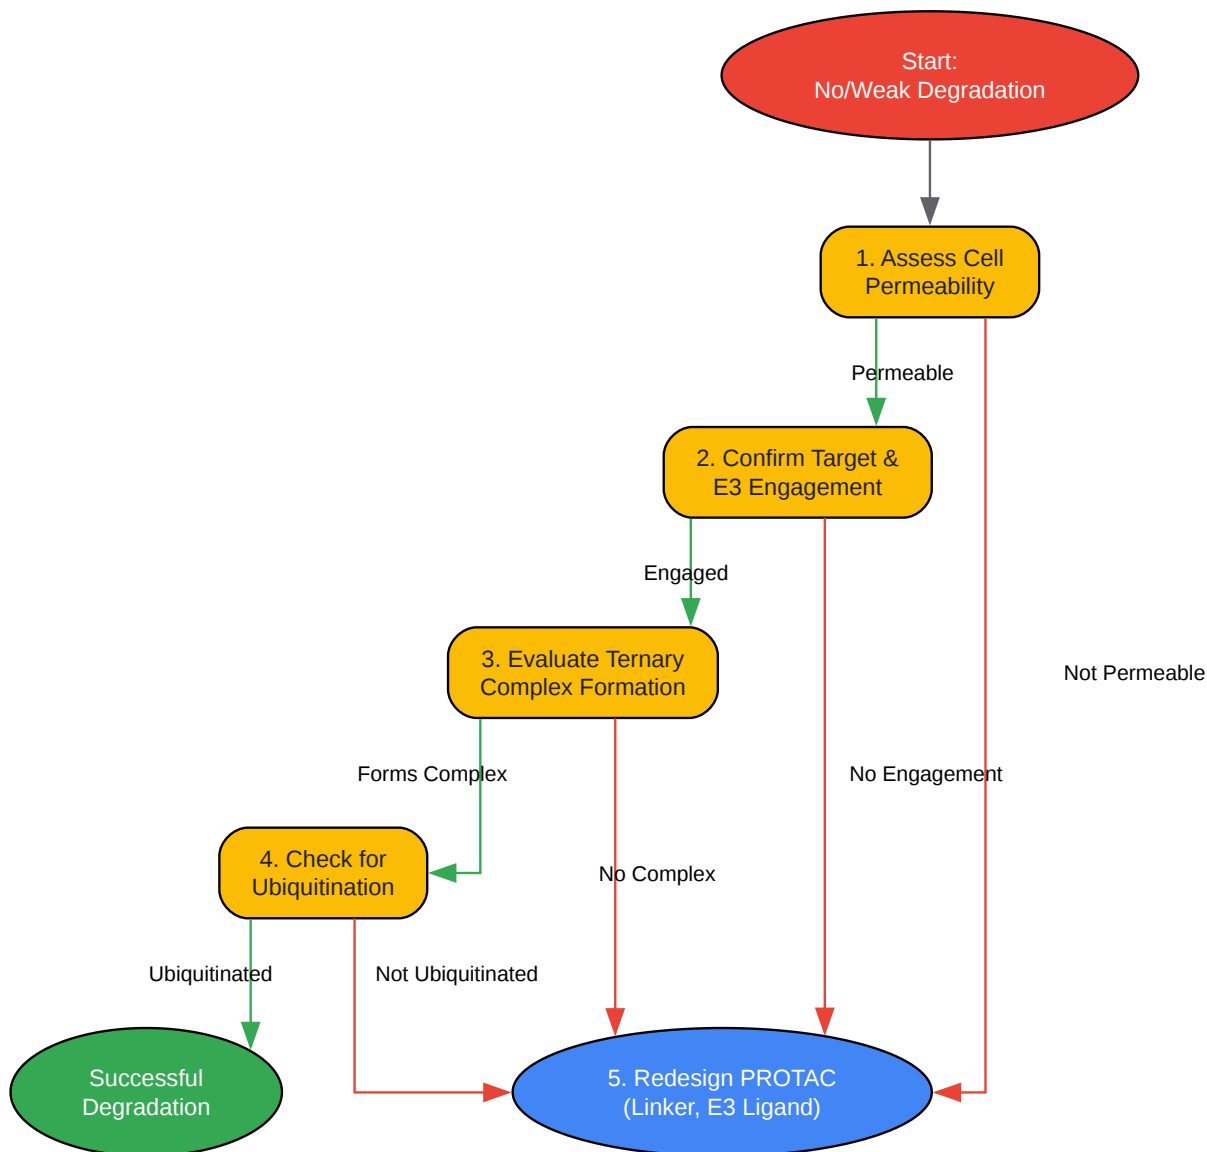 Start:
No/Weak Degradation
1. Assess Cell
Permeability
Permeable
2. Confirm Target &
E3 Engagement
Engaged
3. Evaluate Ternary
Complex Formation
Not Permeable
Forms Complex
No Engagement
4. Check for
Ubiquitination
No Complex
Ubiquitinated
Not Ubiquitinated
Successful
Degradation
5. Redesign PROTAC
(Linker, E3 Ligand)